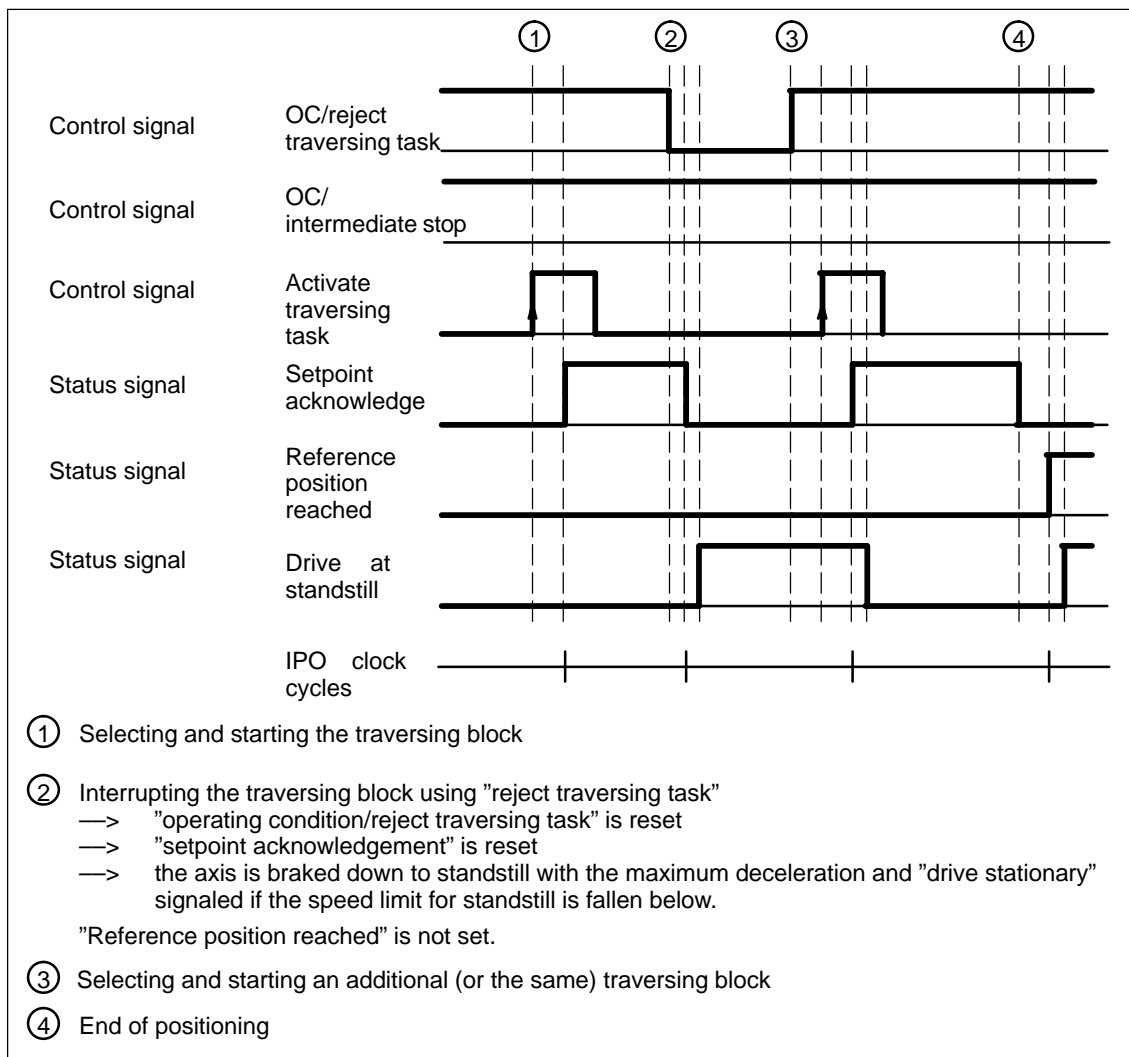 1 2 3 4
Control signal OC/reject
traversing task
Control signal OC/
intermediate stop
Control signal Activate
traversing
task
Status signal Setpoint
acknowledge
Status signal Reference
position
reached
Status signal Drive at
standstill
IPO clock
cycles
1 Selecting and starting the traversing block
2 Interrupting the traversing block using ”reject traversing task”
—> ”operating condition/reject traversing task” is reset
—> ”setpoint acknowledgement” is reset
—> the axis is braked down to standstill with the maximum deceleration and ”drive stationary”
signaled if the speed limit for standstill is fallen below.
”Reference position reached” is not set.
3 Selecting and starting an additional (or the same) traversing block
4 End of positioning